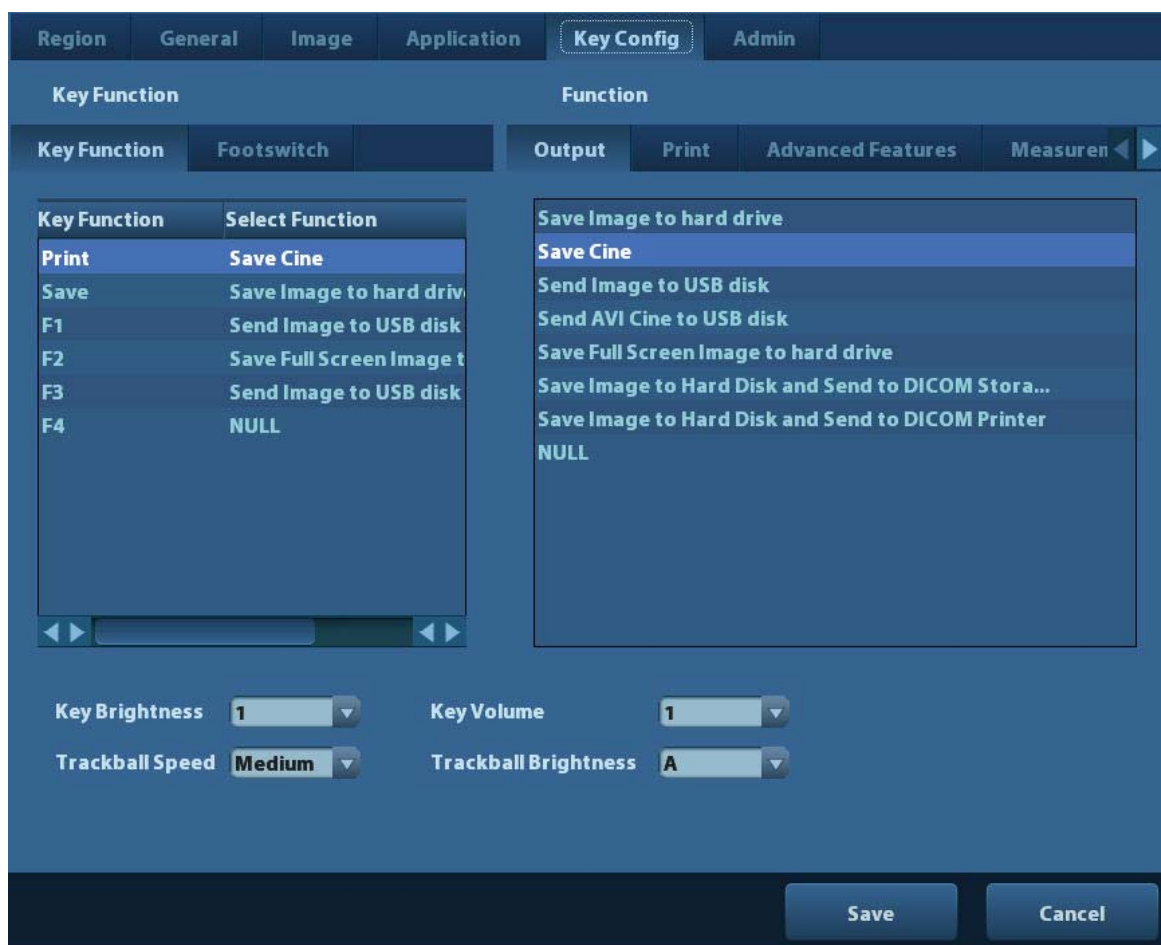 Region General Image Application Key Config Admin
Key Function Function
Key Function Footswitch
Output Print Advanced Features Measuren
Key Function Select Function
Print Save Cine
Save Save Image to hard driv
F1 Send Image to USB disk
F2 Save Full Screen Image t
F3 Send Image to USB disk
F4 NULL
Save Image to hard drive
Save Cine
Send Image to USB disk
Send AVI Cine to USB disk
Save Full Screen Image to hard drive
Save Image to Hard Disk and Send to DICOM Stora...
Save Image to Hard Disk and Send to DICOM Printer
NULL
Key Brightness 1 Key Volume 1
Trackball Speed Medium Trackball Brightness A
Save Cancel